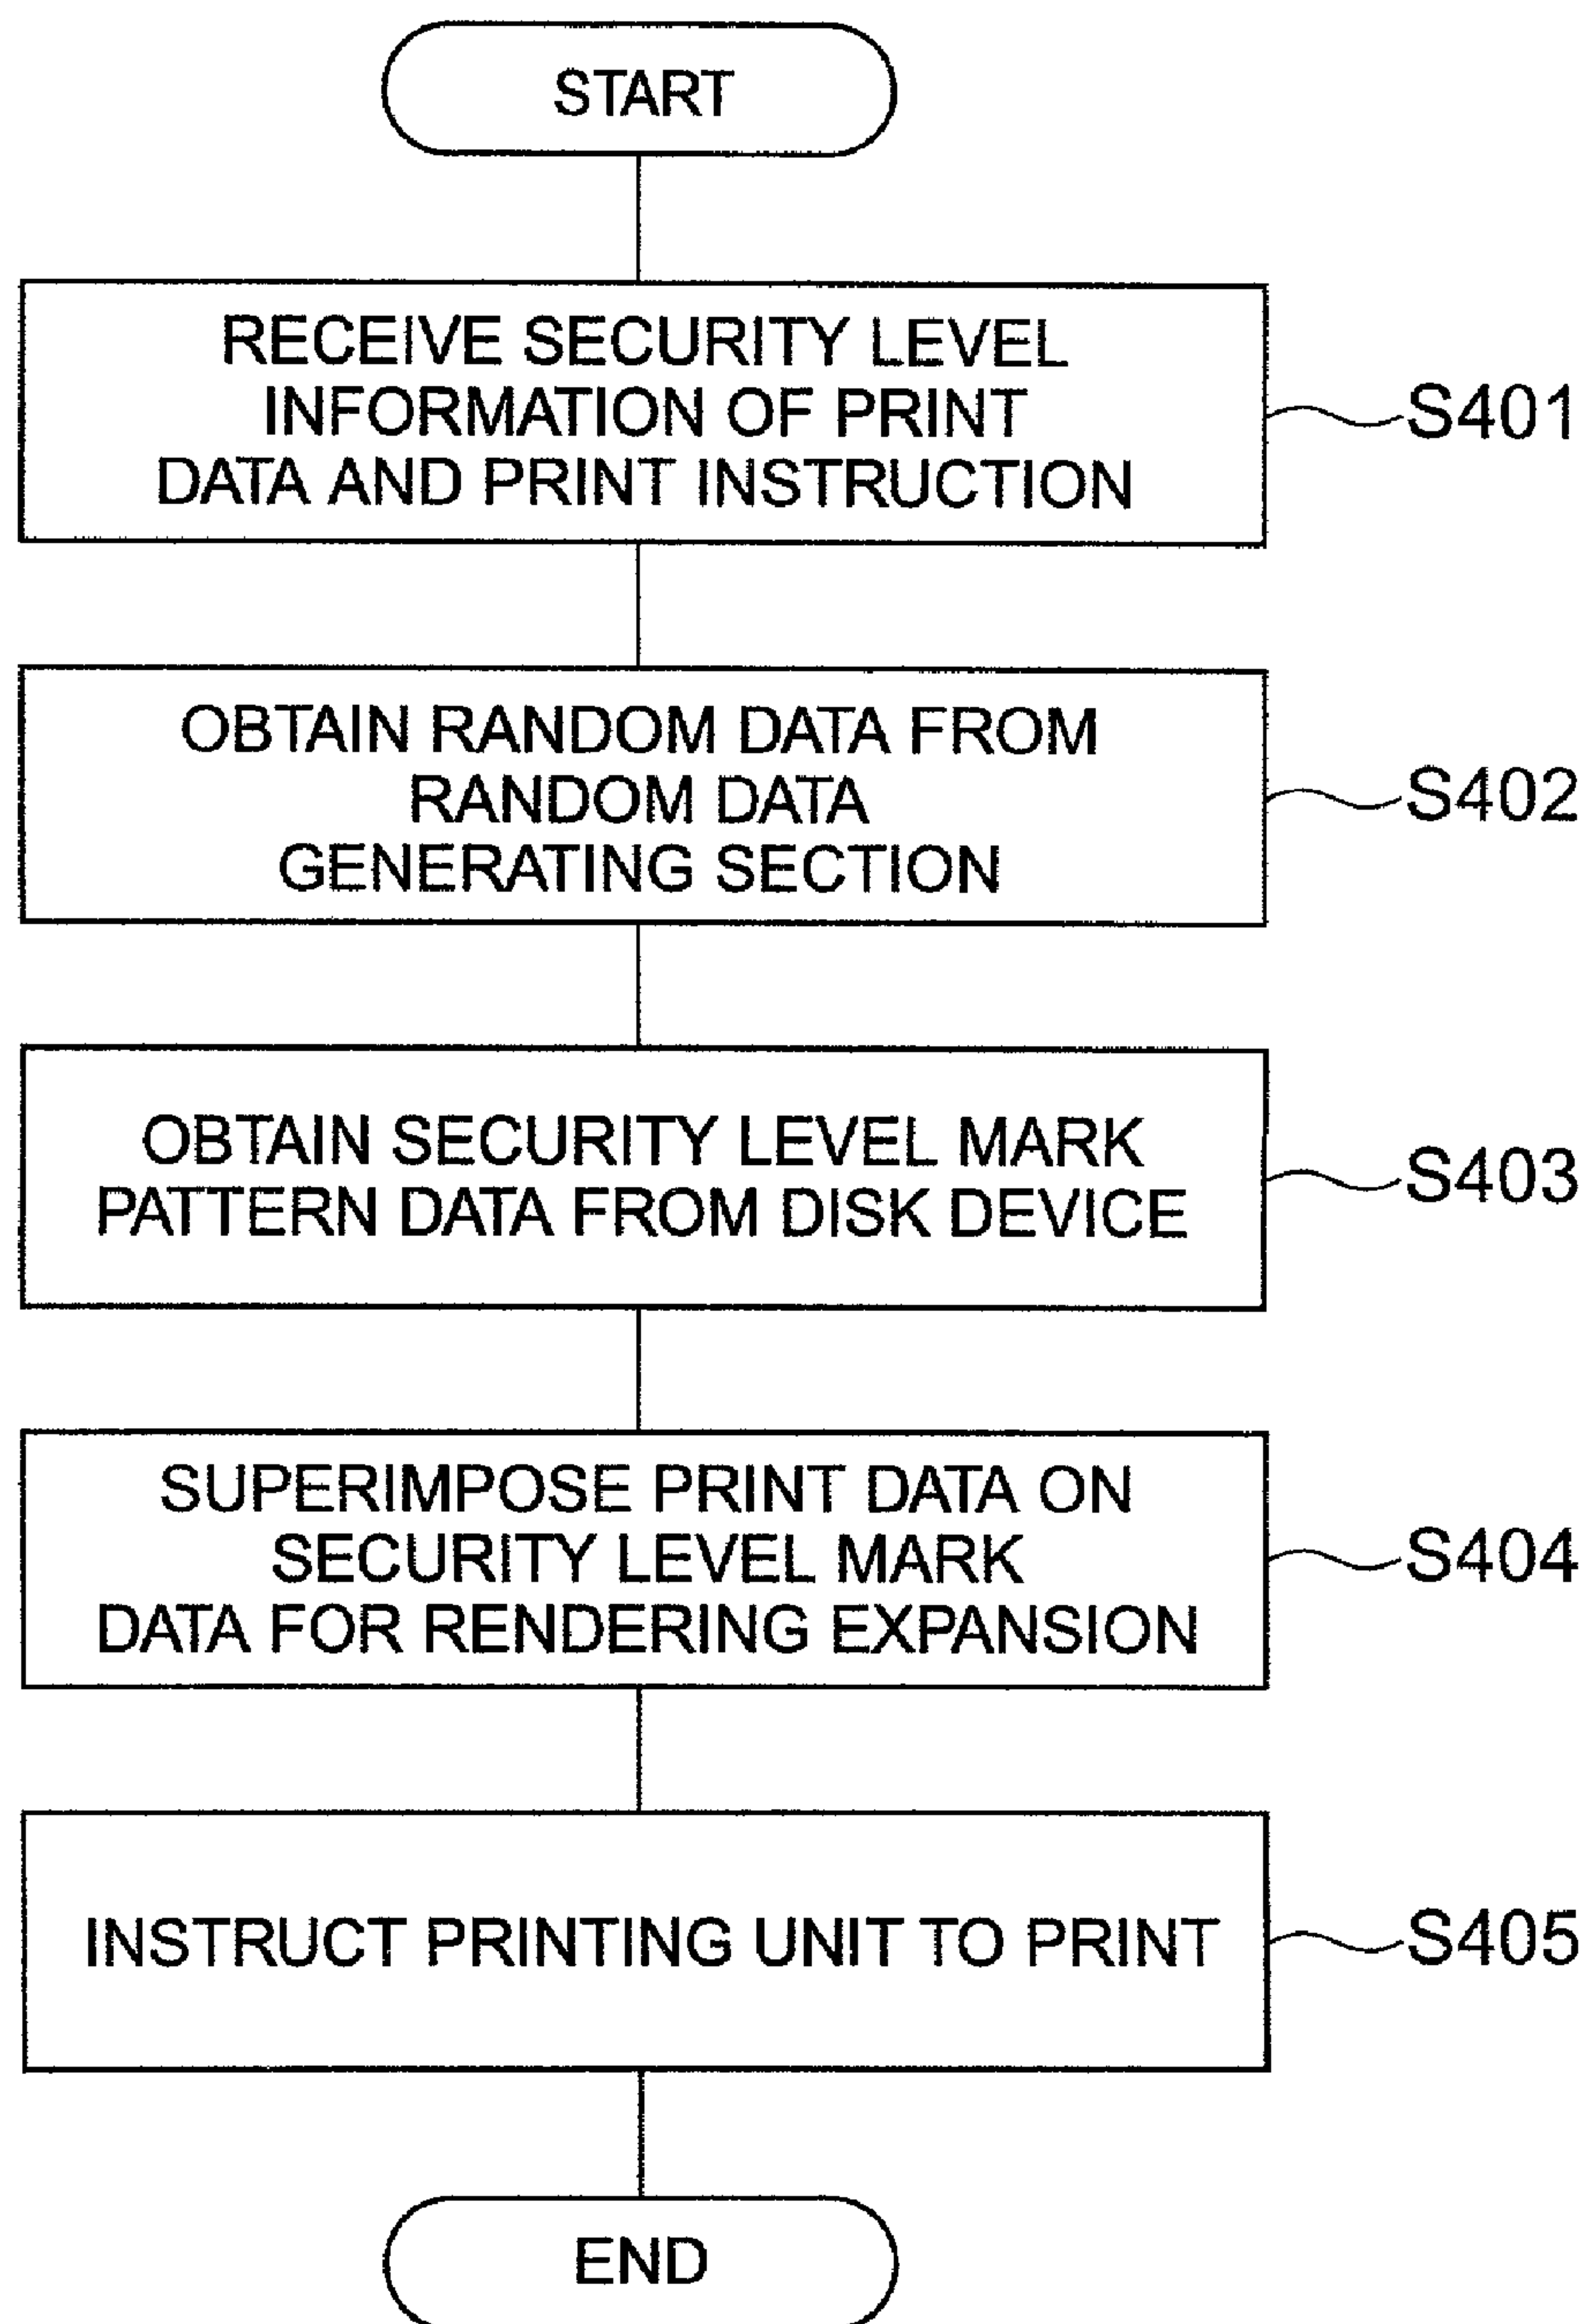 START
RECEIVE SECURITY LEVEL
INFORMATION OF PRINT
DATA AND PRINT INSTRUCTION
S401
OBTAIN RANDOM DATA FROM
RANDOM DATA
GENERATING SECTION
S402
OBTAIN SECURITY LEVEL MARK
PATTERN DATA FROM DISK DEVICE
S403
SUPERIMPOSE PRINT DATA ON
SECURITY LEVEL MARK
DATA FOR RENDERING EXPANSION
S404
INSTRUCT PRINTING UNIT TO PRINT
S405
END